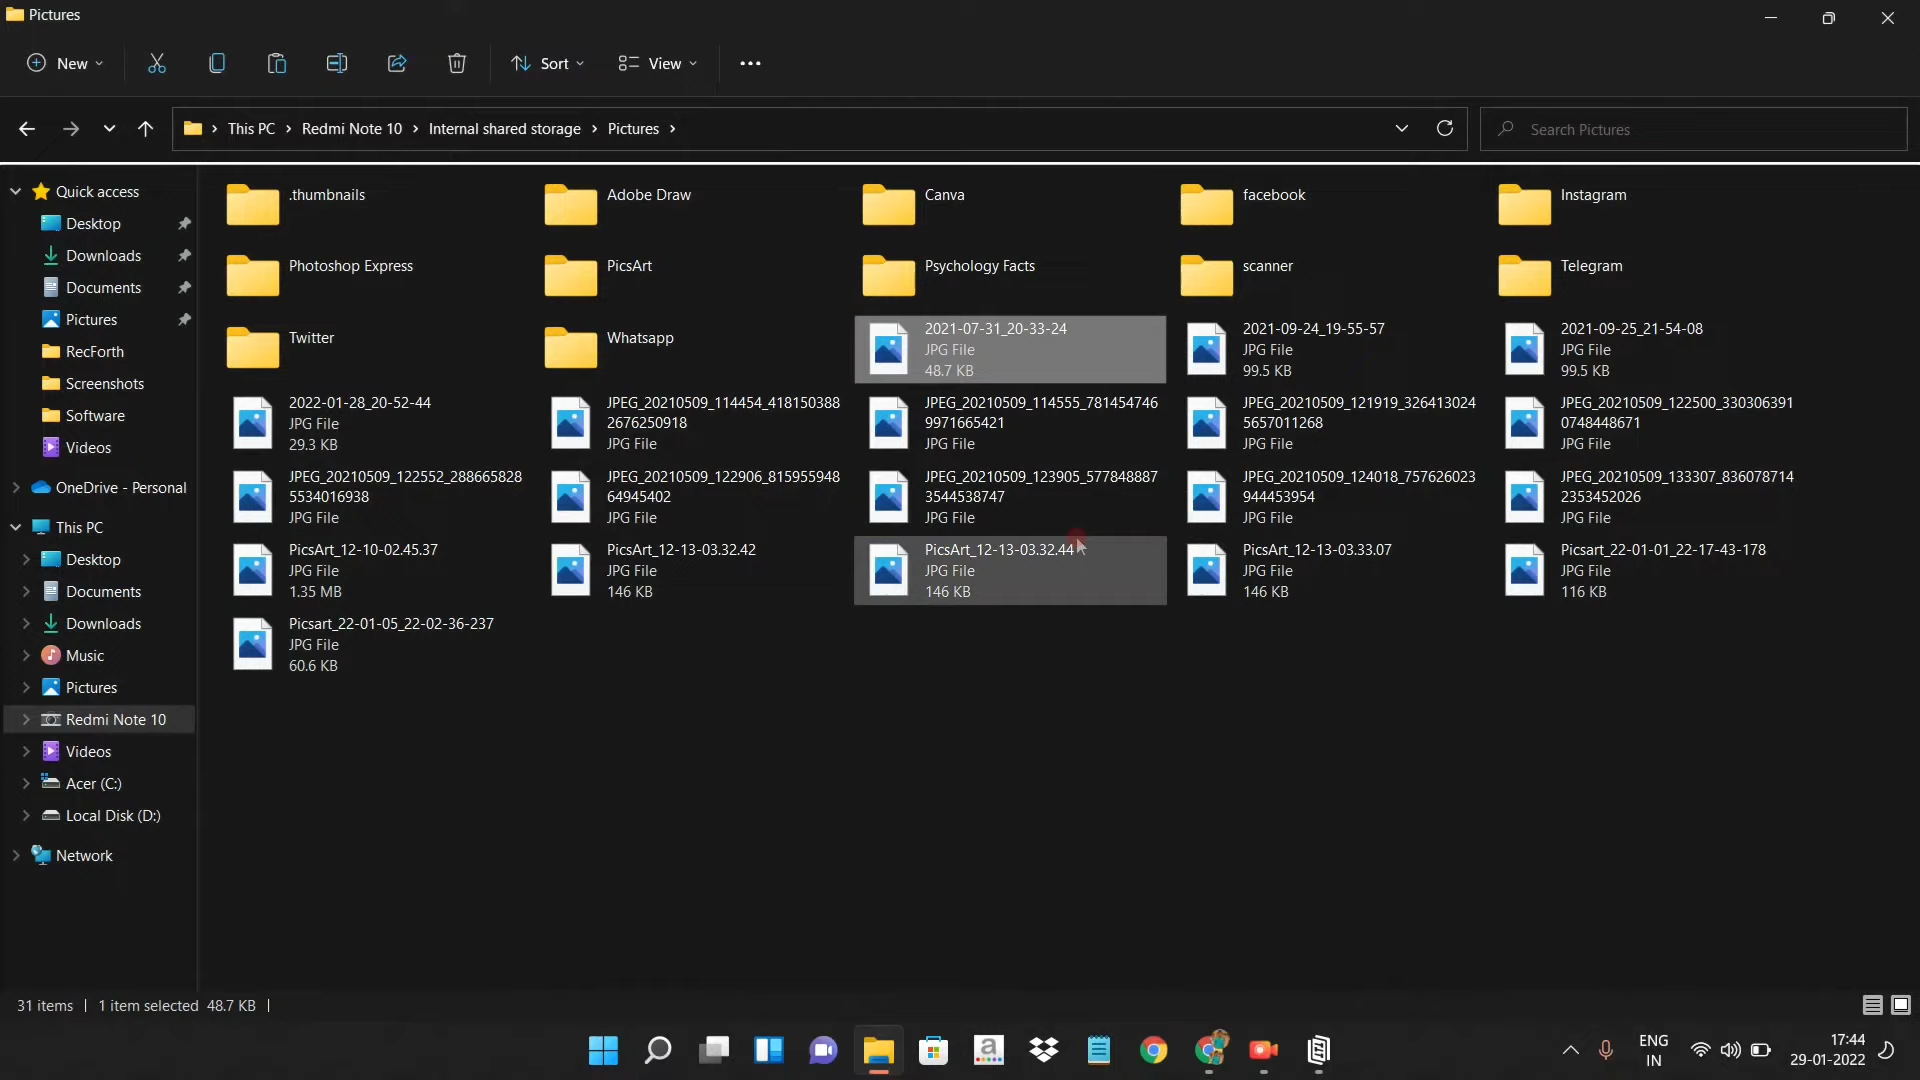 Pictures
New
Sort
View
This PC
Redmi Note 10
Internal shared storage
Pictures
Search Pictures
Quick access
Desktop
Downloads
Documents
Pictures
RecForth
Screenshots
Software
Videos
OneDrive - Personal
This PC
Desktop
Documents
Downloads
Music
Pictures
Redmi Note 10
Videos
Acer (C:)
Local Disk (D:)
Network
.thumbnails
Adobe Draw
Canva
facebook
Instagram
Photoshop Express
PicsArt
Psychology Facts
scanner
Telegram
Twitter
Whatsapp
2021-07-31_20-33-24
JPG File
48.7 KB
2021-09-24_19-55-57
JPG File
99.5 KB
2021-09-25_21-54-08
JPG File
99.5 KB
2022-01-28_20-52-44
JPG File
29.3 KB
JPEG_20210509_114454_418150388
2676250918
JPG File
JPEG_20210509_114555_781454746
9971665421
JPG File
JPEG_20210509_121919_326413024
5657011268
JPG File
JPEG_20210509_122500_330306391
0748448671
JPG File
JPEG_20210509_122552_288665828
5534016938
JPG File
JPEG_20210509_122906_815955948
64945402
JPG File
JPEG_20210509_123905_577848887
3544538747
JPG File
JPEG_20210509_124018_757626023
944453954
JPG File
JPEG_20210509_133307_836078714
2353452026
JPG File
PicsArt_12-10-02.45.37
JPG File
1.35 MB
PicsArt_12-13-03.32.42
JPG File
146 KB
PicsArt_12-13-03.32.44
JPG File
146 KB
PicsArt_12-13-03.33.07
JPG File
146 KB
Picsart_22-01-01_22-17-43-178
JPG File
116 KB
Picsart_22-01-05_22-02-36-237
JPG File
60.6 KB
31 items
1 item selected 48.7 KB
a
ENG
IN
17:44
29-01-2022